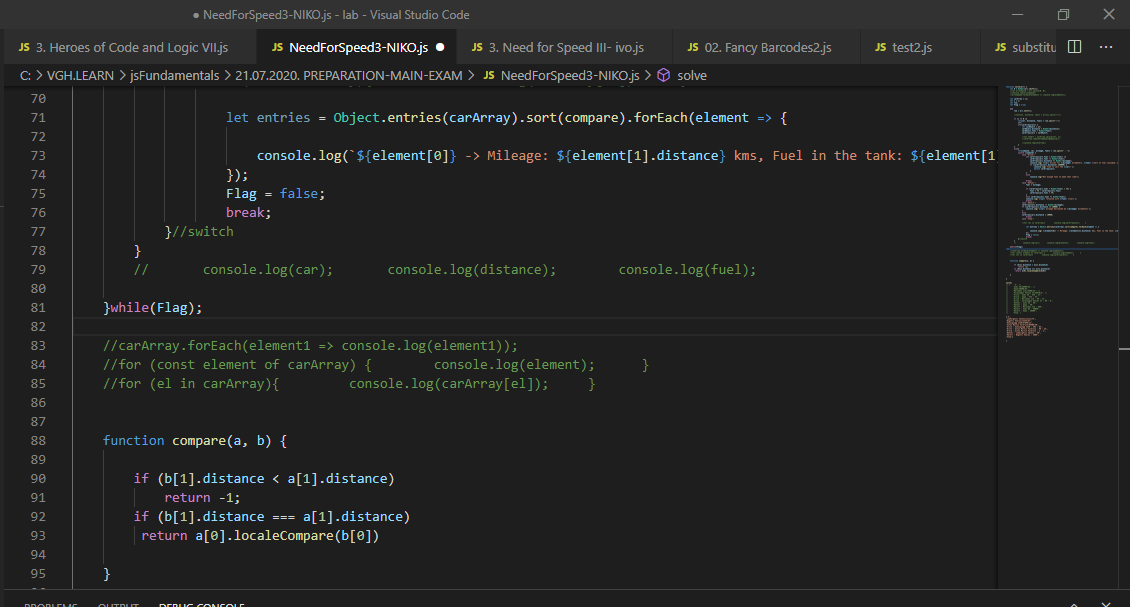 ● NeedForSpeed3-NIKO.js - lab - Visual Studio Code
JS 3. Heroes of Code and Logic VII.js JS NeedForSpeed3-NIKO.js ● JS 3. Need for Speed III- ivo.js JS 02. Fancy Barcodes2.js JS test2.js JS substitu
C: > VGH.LEARN > jsFundamentals > 21.07.2020. PREPARATION-MAIN-EXAM > JS NeedForSpeed3-NIKO.js > solve
70
71 let entries = Object.entries(carArray).sort(compare).forEach(element => {
72
73 console.log(`${element[0]} -> Mileage: ${element[1].distance} kms, Fuel in the tank: ${element[1
74 });
75 Flag = false;
76 break;
77 }//switch
78 }
79 // console.log(car); console.log(distance); console.log(fuel);
80
81 }while(Flag);
82
83 //carArray.forEach(element1 => console.log(element1));
84 //for (const element of carArray) { console.log(element); }
85 //for (el in carArray){ console.log(carArray[el]); }
86
87
88 function compare(a, b) {
89
90 if (b[1].distance < a[1].distance)
91 return -1;
92 if (b[1].distance === a[1].distance)
93 return a[0].localeCompare(b[0])
94
95 }
PROBLEMS OUTPUT DEBUG CONSOLE